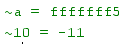 ~a = fffffff5
~10 = -11